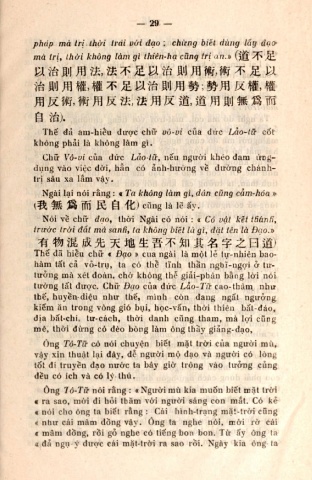 — 29 —
pháp mà trị thời trái với đạo ; chừng biết dùng lấy đạo
mà trị, thời không làm gì thiên-hạ cũng trị an.» (道不足
以治則用法,法不足以治則用術,術不足以
治則用權,權不足以治則用勢:勢用反權,權
用反術,術用反法,法用反道,道用則無為而
自治).
Thế đã am-hiểu được chữ vô-vi của đức Lão-tử cốt
không phải là không làm gì.
Chữ Vô-vi của đức Lão-tử, nếu người khéo đam ứng-
dụng vào việc đời, hẳn có ảnh-hưởng về đường chánh-
trị sâu xa lắm vậy.
Ngài lại nói rằng : « Ta không làm gì, dân cũng cảm-hóa »
(我無為而民自化) cũng là lẽ ấy.
Nói về chữ đạo, thời Ngài có nói : « Có vật kết thành,
trước trời đất mà sanh, ta không biết là gì, đặt tên là Đạo.»
有物混成先天地生吾不知其名字之曰道)
Thế đã hiểu chữ « Đạo » của ngài là một lẽ tự-nhiên bao-
hàm tất cả vô-trụ, ta có thể tĩnh thần nghĩ-ngợi ở tư-
tưởng mà xét đoán, chớ không thể giải-phán bằng lời nói
tường tất được. Chữ Đạo của đức Lão-Tử cao-thâm, như
thế, huyền-diệu như thế, mình còn đang ngất ngưởng
kiếm ăn trong vòng gió bụi, học-vấn, thời thiên bất-đáo,
địa bất-chi, tư-cách, thời danh cũng tham, mà lợi cũng
mê, thời đừng có đèo bòng làm ông thầy giảng-đạo.
Ông Tô-Tử có nói chuyện biết mặt trời của người mù,
vậy xin thuật lại đây, để người mộ đạo và người có lòng
tốt đi truyền đạo nước ta bây giờ trông vào tưởng cũng
đều có ích và có lý thú.
Ông Tô-Tử nói rằng : «Người mù kia muốn biết mặt trời
« ra sao, mới đi hỏi thăm với người sáng con mắt. Có kẻ
« nói cho ông ta biết rằng : Cái hình-trạng mặt-trời cũng
« như cái mâm đồng vậy. Ông ta nghe nói, mới rờ cái
« mâm đồng, rồi gõ nghe có tiếng bon bon. Từ ấy ông ta
« đã ngụ ý được cái mặt-trời ra sao rồi. Ngày kia ông ta